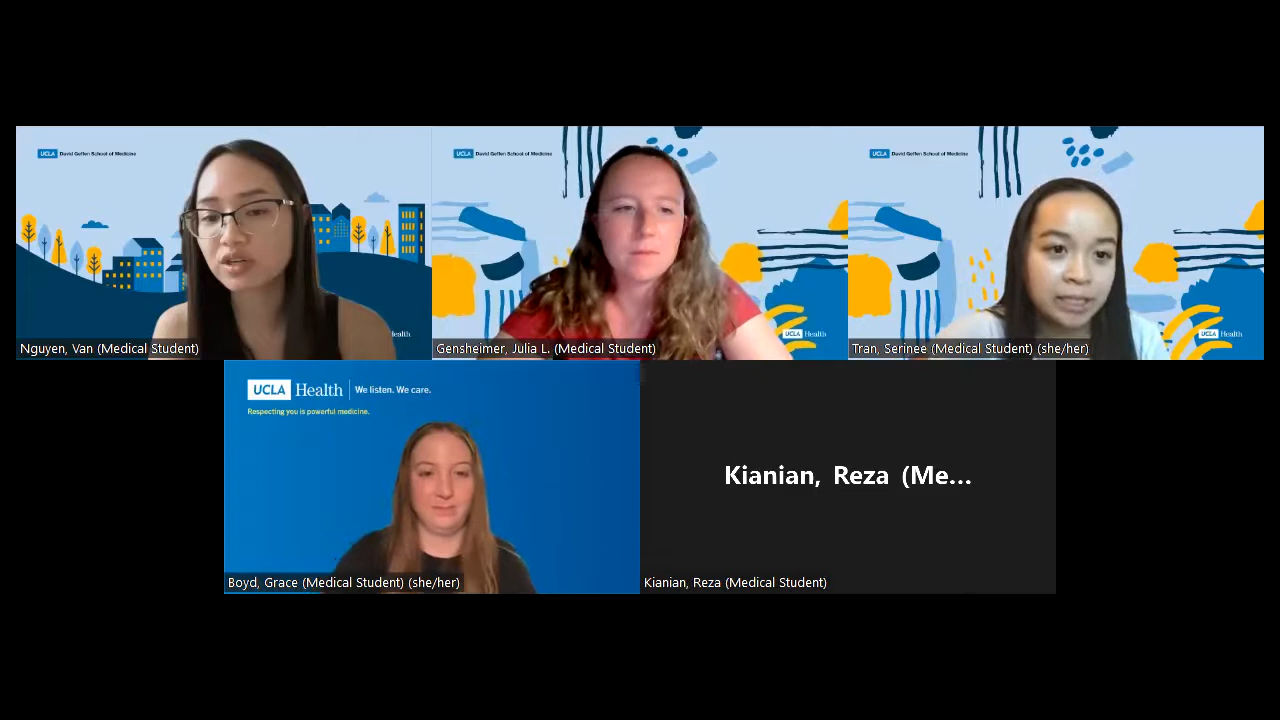 UCLA David Geffen School of Medicine
Health
Nguyen, Van (Medical Student)
UCLA David Geffen School of Medicine
UCLA Health
Gensheimer, Julia L. (Medical Student)
UCLA David Geffen School of Medicine
UCLA Health
Tran, Serinee (Medical Student) (she/her)
UCLA Health We listen. We care.
Respecting you is powerful medicine.
Boyd, Grace (Medical Student) (she/her)
Kianian, Reza (Me...
Kianian, Reza (Medical Student)